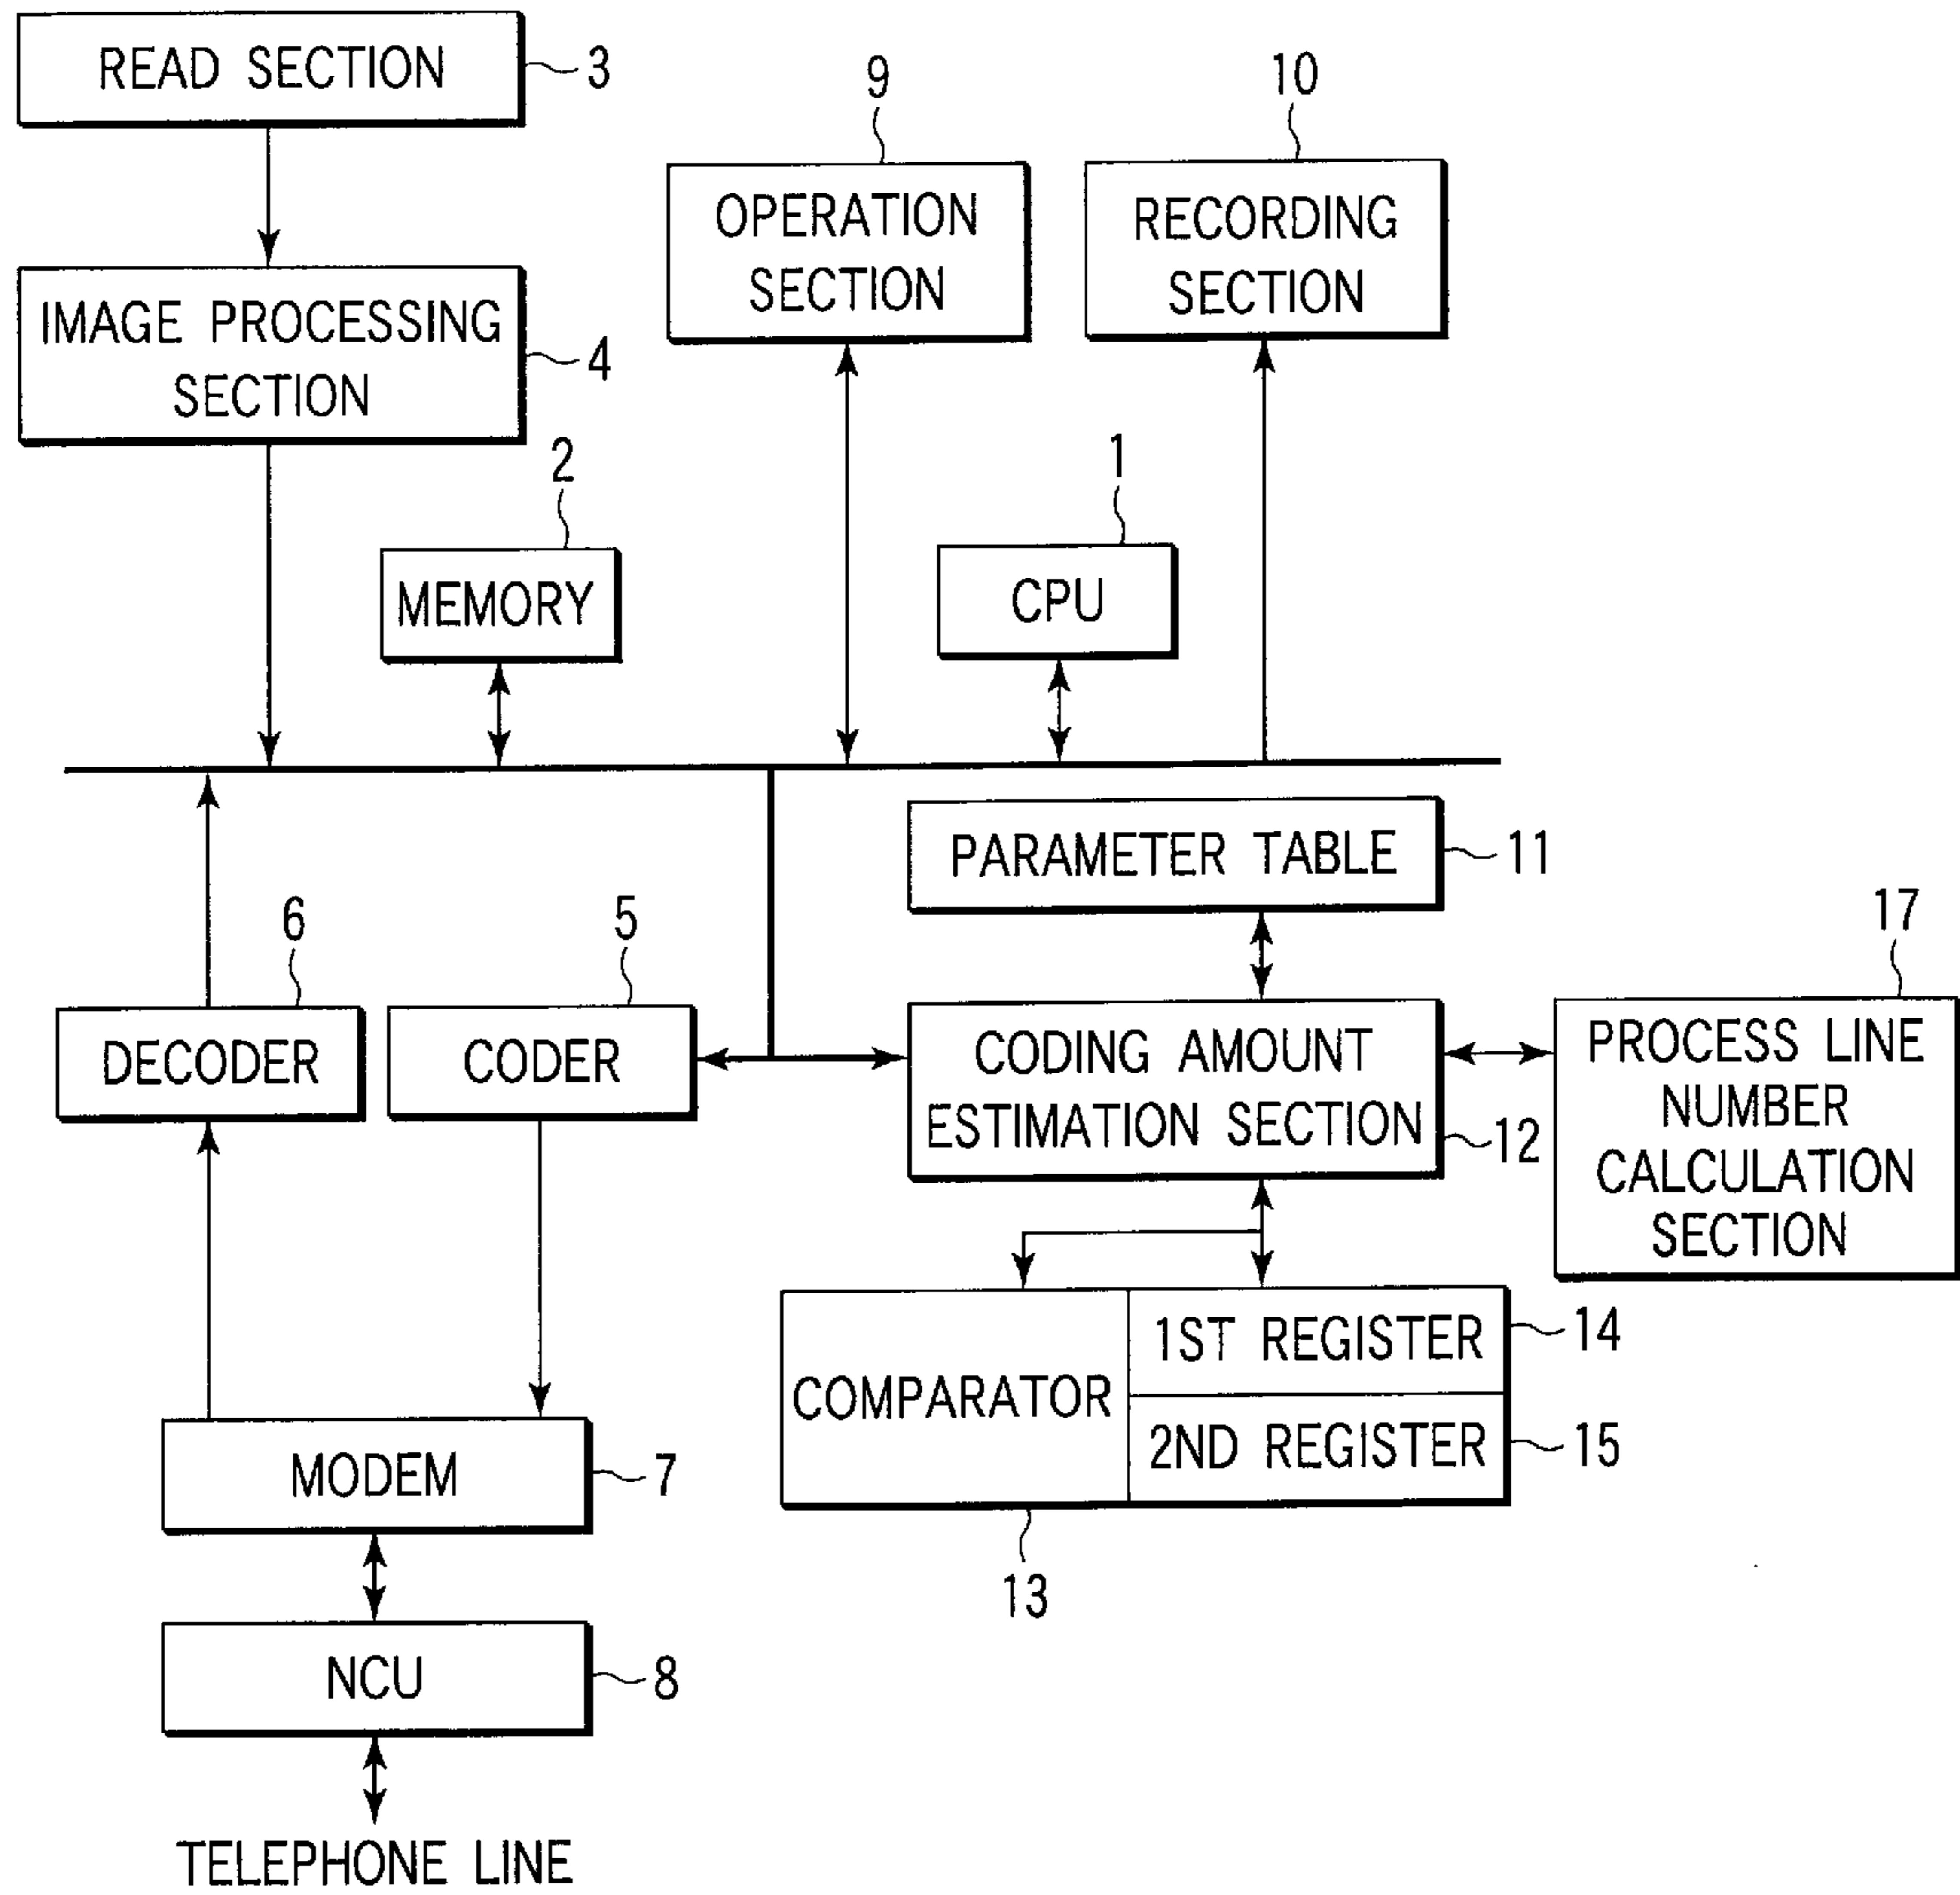 READ SECTION
3
9
10
OPERATION
SECTION
RECORDING
SECTION
IMAGE PROCESSING
SECTION
4
2
1
MEMORY
CPU
PARAMETER TABLE
11
17
6
5
DECODER
CODER
CODING AMOUNT
ESTIMATION SECTION
12
PROCESS LINE
NUMBER
CALCULATION
SECTION
COMPARATOR
1ST REGISTER
14
2ND REGISTER
15
13
MODEM
7
NCU
8
TELEPHONE LINE